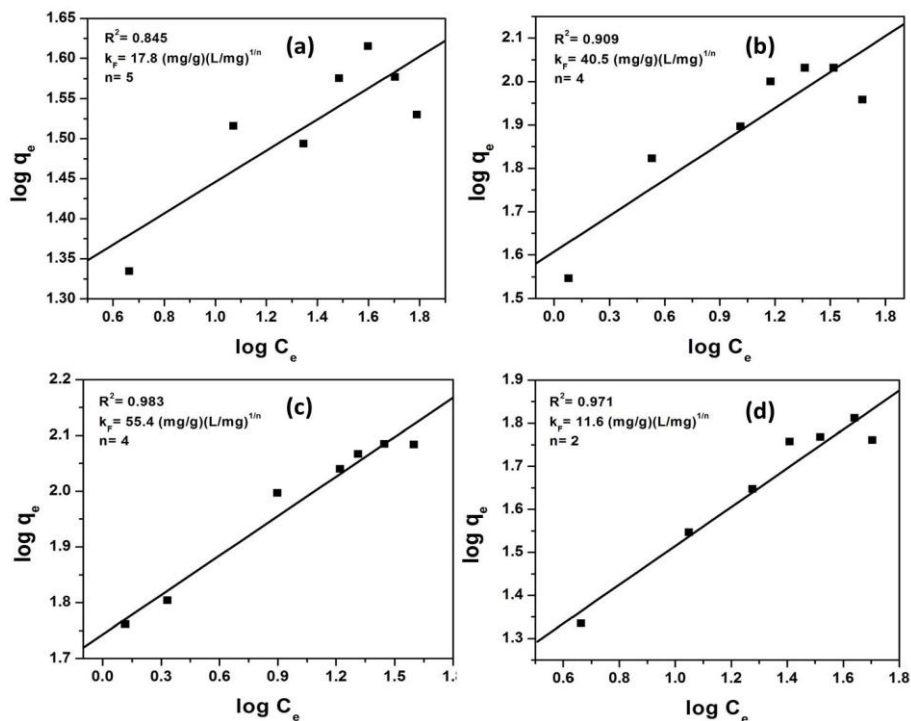 R²= 0.845
k_F= 17.8 (mg/g)(L/mg)^1/n
n= 5
(a)
1.65
1.60
1.55
1.50
1.45
1.40
1.35
1.30
log q_e
0.6 0.8 1.0 1.2 1.4 1.6 1.8
log C_e
R²= 0.909
k_F= 40.5 (mg/g)(L/mg)^1/n
n= 4
(b)
2.1
2.0
1.9
1.8
1.7
1.6
1.5
log q_e
0.0 0.3 0.6 0.9 1.2 1.5 1.8
log C_e
R²= 0.983
k_F= 55.4 (mg/g)(L/mg)^1/n
n= 4
(c)
2.2
2.1
2.0
1.9
1.8
1.7
log q_e
0.0 0.3 0.6 0.9 1.2 1.5 1.8
log C_e
R²= 0.971
k_F= 11.6 (mg/g)(L/mg)^1/n
n= 2
(d)
1.9
1.8
1.7
1.6
1.5
1.4
1.3
log q_e
0.6 0.8 1.0 1.2 1.4 1.6 1.8
log C_e